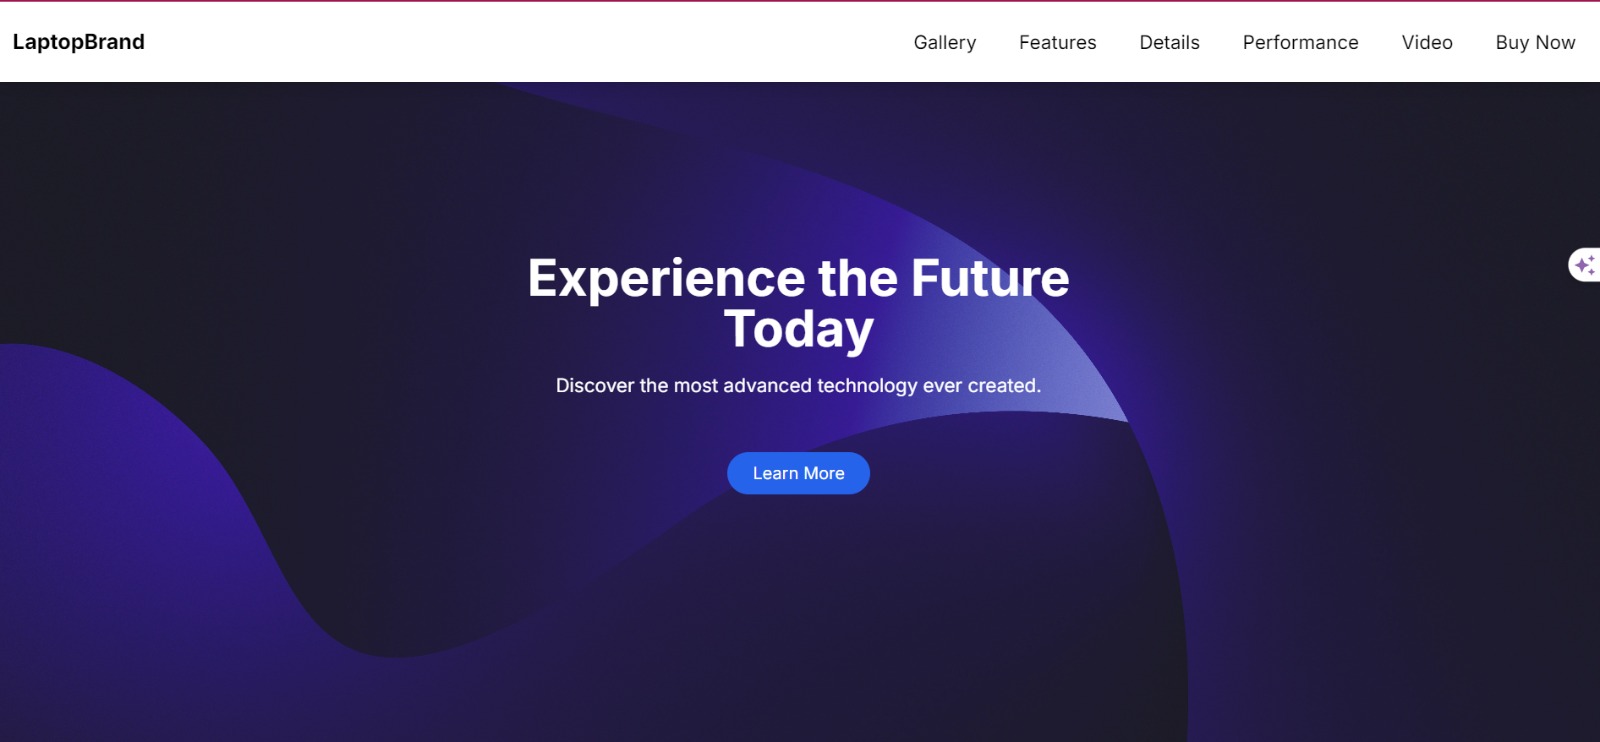 LaptopBrand
Gallery Features Details Performance Video Buy Now
Experience the Future
Today
Discover the most advanced technology ever created.
Learn More